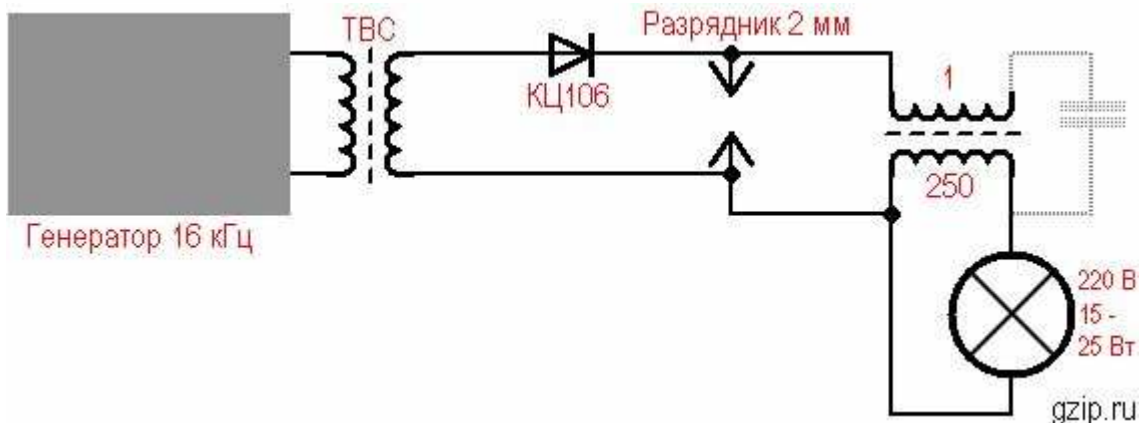 ТВС
Разрядник 2 мм
КЦ106
1
250
Генератор 16 кГц
220 В
15 -
25 Вт
gzip.ru